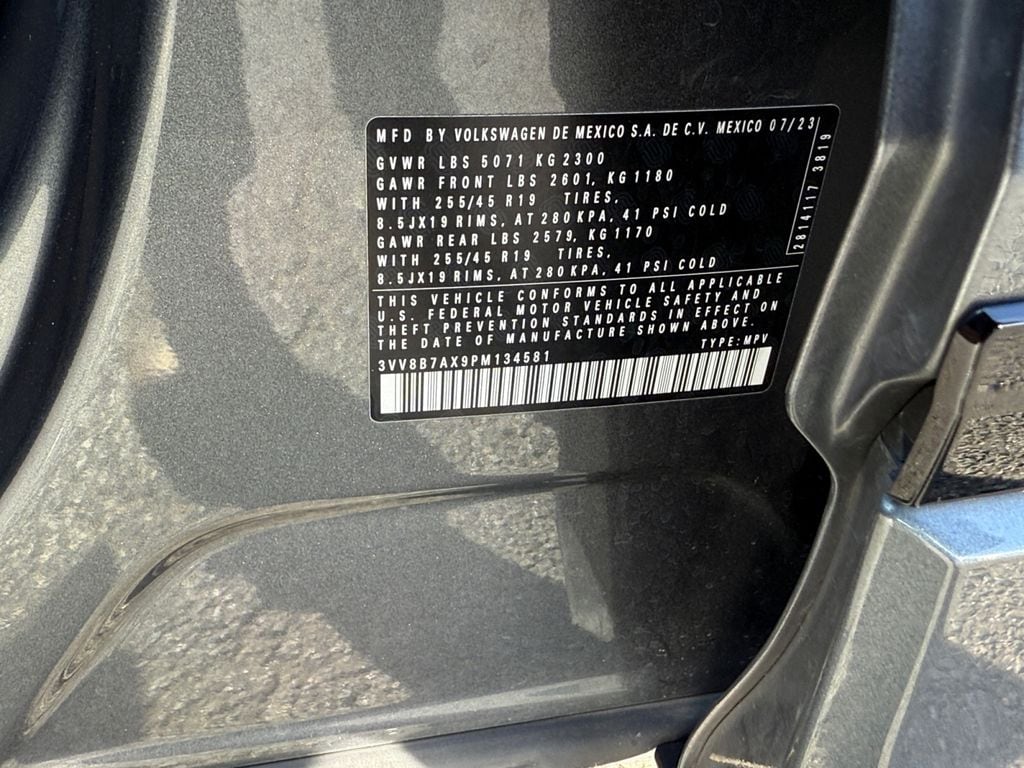 MFD BY VOLKSWAGEN DE MEXICO S.A. DE C.V. MEXICO 07/23
GVWR LBS 5071 KG 2300
GAWR FRONT LBS 2601, KG 1180
WITH 255/45 R19 TIRES,
8.5JX19 RIMS, AT 280 KPA, 41 PSI COLD
GAWR REAR LBS 2579, KG 1170
WITH 255/45 R19 TIRES,
8.5JX19 RIMS, AT 280 KPA, 41 PSI COLD
2814117 3819
THIS VEHICLE CONFORMS TO ALL APPLICABLE
U.S. FEDERAL MOTOR VEHICLE SAFETY AND
THEFT PREVENTION STANDARDS IN EFFECT ON
THE DATE OF MANUFACTURE SHOWN ABOVE.
TYPE: MPV
3VV8B7AX9PM134581